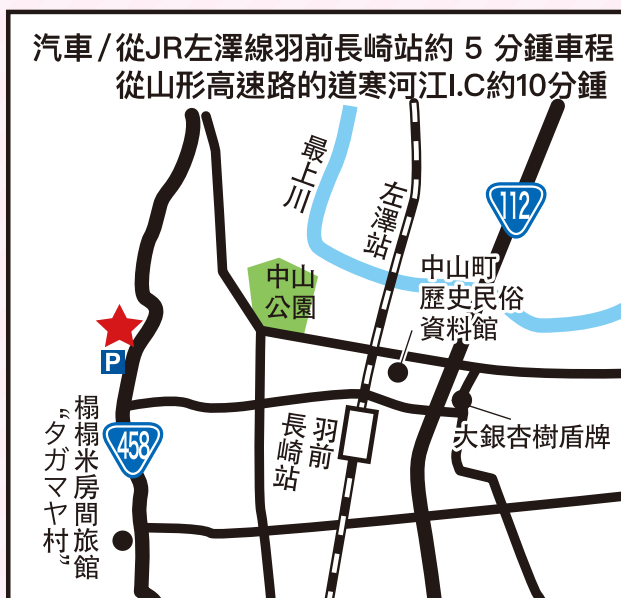 汽車/從JR左澤線羽前長崎站約 5 分鍾車程
從山形高速路的道寒河江I.C約10分鍾
最上川
左澤站
112
中山
公園
中山町
歷史民俗
資料館
P
458
羽前
長崎站
大銀杏樹盾牌
榻榻米房間旅館
“タガマヤ村”